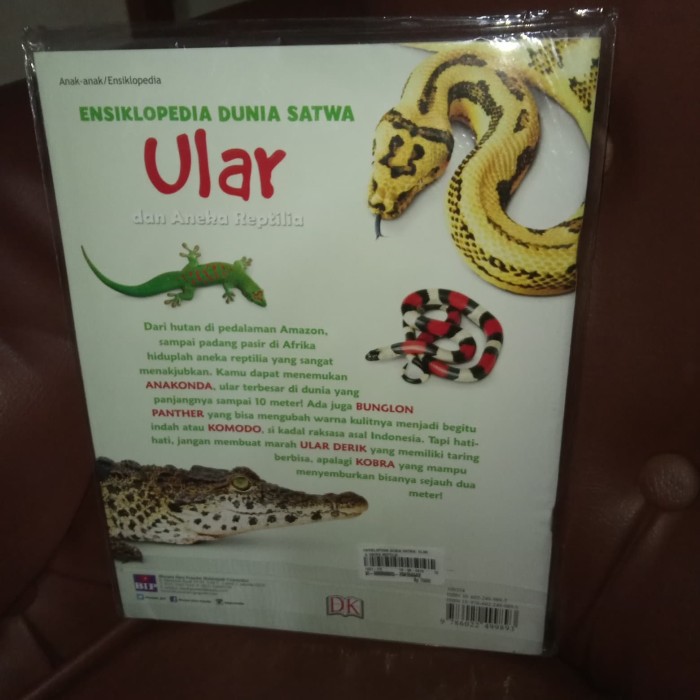 Anak-anak/Ensiklopedia
ENSIKLOPEDIA DUNIA SATWA
Ular
dan Aneka Reptilia
Dari hutan di pedalaman Amazon,
sampai padang pasir di Afrika
hiduplah aneka reptilia yang sangat
menakjubkan. Kamu dapat menemukan
ANAKONDA, ular terbesar di dunia yang
panjangnya sampai 10 meter! Ada juga BUNGLON
PANTHER yang bisa mengubah warna kulitnya menjadi begitu
indah atau KOMODO, si kadal raksasa asal Indonesia. Tapi hati-
hati, jangan membuat marah ULAR DERIK yang memiliki taring
berbisa, apalagi KOBRA yang mampu
menyemburkan bisanya sejauh dua
meter!
BIP
DK